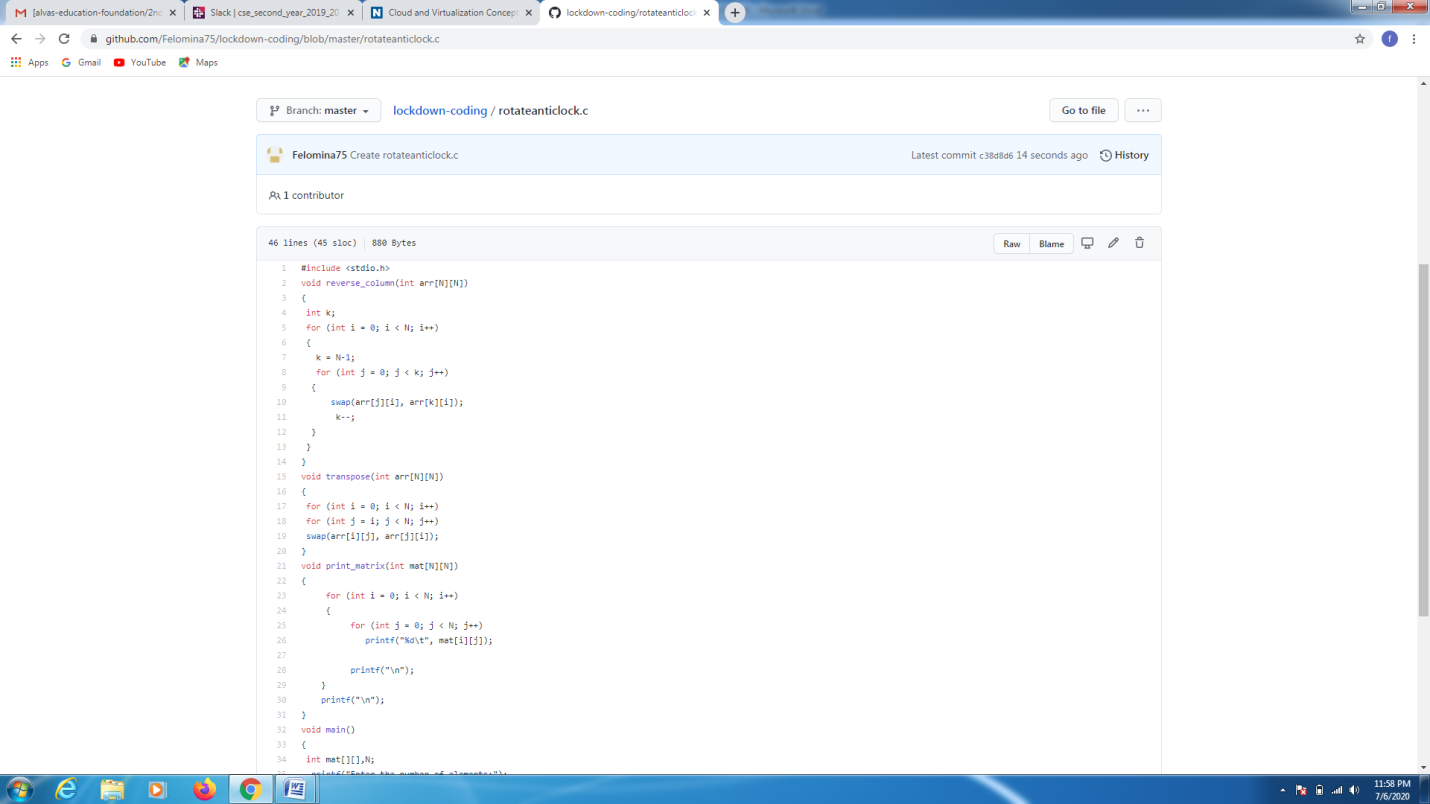 [alvas-education-foundation/2nd
Slack | cse_second_year_2019_20
Cloud and Virtualization Concept
lockdown-coding/rotateanticlock
github.com/Felomina75/lockdown-coding/blob/master/rotateanticlock.c
f
Apps Gmail YouTube Maps
Branch: master lockdown-coding / rotateanticlock.c Go to file ...
Felomina75 Create rotateanticlock.c Latest commit c38d8d6 14 seconds ago History
1 contributor
46 lines (45 sloc) 880 Bytes Raw Blame
1 #include <stdio.h>
2 void reverse_column(int arr[N][N])
3 {
4 int k;
5 for (int i = 0; i < N; i++)
6 {
7 k = N-1;
8 for (int j = 0; j < k; j++)
9 {
10 swap(arr[j][i], arr[k][i]);
11 k--;
12 }
13 }
14 }
15 void transpose(int arr[N][N])
16 {
17 for (int i = 0; i < N; i++)
18 for (int j = i; j < N; j++)
19 swap(arr[i][j], arr[j][i]);
20 }
21 void print_matrix(int mat[N][N])
22 {
23 for (int i = 0; i < N; i++)
24 {
25 for (int j = 0; j < N; j++)
26 printf("%d\t", mat[i][j]);
27
28 printf("\n");
29 }
30 printf("\n");
31 }
32 void main()
33 {
34 int mat[][],N;
35 printf("Enter the number of elements:");
11:58 PM
7/6/2020